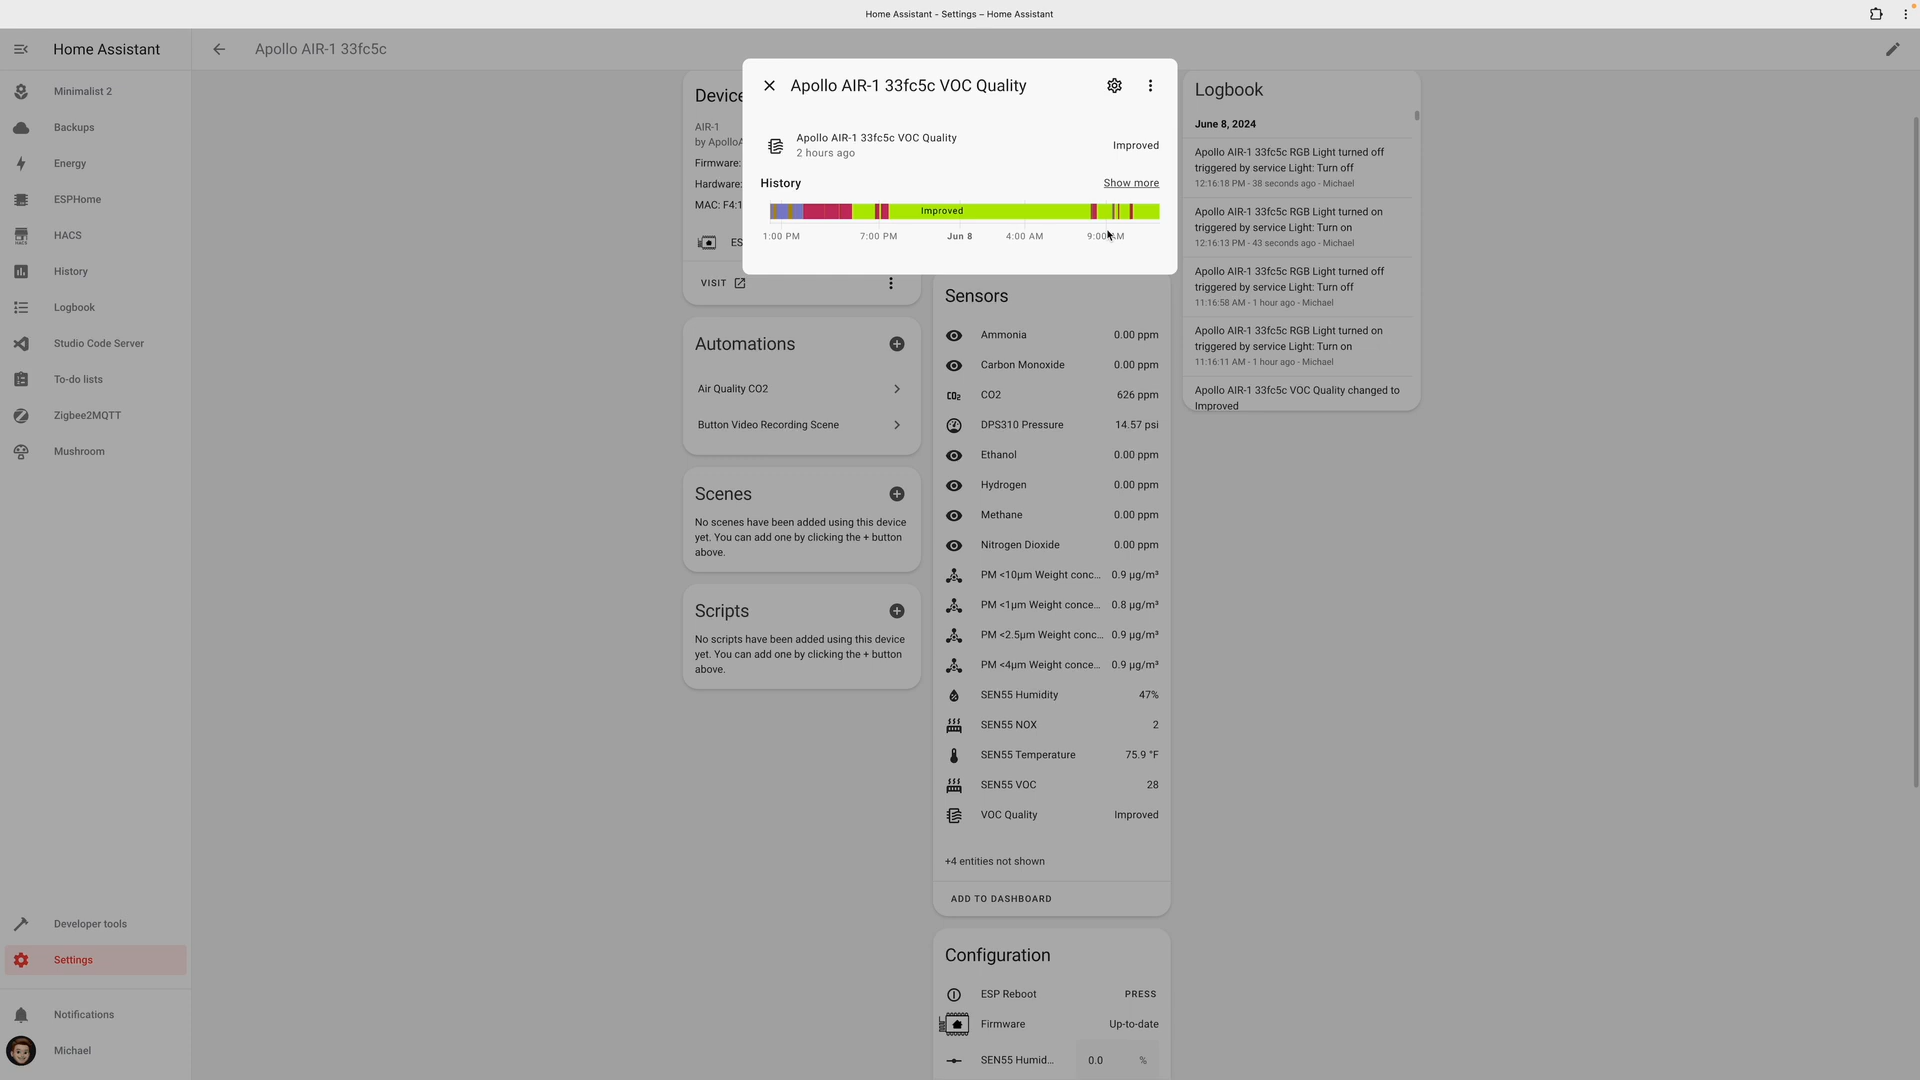 Home Assistant - Settings – Home Assistant
Home Assistant
Apollo AIR-1 33fc5c
Minimalist 2
Backups
Energy
ESPHome
HACS
HACS
History
Logbook
Studio Code Server
To-do lists
Zigbee2MQTT
Mushroom
Developer tools
Settings
Notifications
Michael
Device
AIR-1
by ApolloA
Firmware:
Hardware:
MAC: F4:1
ES
VISIT
Automations
Air Quality CO2
Button Video Recording Scene
Scenes
No scenes have been added using this device
yet. You can add one by clicking the + button
above.
Scripts
No scripts have been added using this device
yet. You can add one by clicking the + button
above.
Apollo AIR-1 33fc5c VOC Quality
Apollo AIR-1 33fc5c VOC Quality
2 hours ago
Improved
History
Show more
Improved
1:00 PM 7:00 PM Jun 8 4:00 AM 9:00 AM
Sensors
Ammonia 0.00 ppm
Carbon Monoxide 0.00 ppm
CO2 CO2 626 ppm
DPS310 Pressure 14.57 psi
Ethanol 0.00 ppm
Hydrogen 0.00 ppm
Methane 0.00 ppm
Nitrogen Dioxide 0.00 ppm
PM <10µm Weight conc... 0.9 µg/m³
PM <1µm Weight conce... 0.8 µg/m³
PM <2.5µm Weight conc... 0.9 µg/m³
PM <4µm Weight conce... 0.9 µg/m³
SEN55 Humidity 47%
SEN55 NOX 2
SEN55 Temperature 75.9 °F
SEN55 VOC 28
VOC Quality Improved
+4 entities not shown
ADD TO DASHBOARD
Configuration
ESP Reboot PRESS
Firmware Up-to-date
SEN55 Humid... 0.0 %
Logbook
June 8, 2024
Apollo AIR-1 33fc5c RGB Light turned off
triggered by service Light: Turn off
12:16:18 PM - 38 seconds ago - Michael
Apollo AIR-1 33fc5c RGB Light turned on
triggered by service Light: Turn on
12:16:13 PM - 43 seconds ago - Michael
Apollo AIR-1 33fc5c RGB Light turned off
triggered by service Light: Turn off
11:16:58 AM - 1 hour ago - Michael
Apollo AIR-1 33fc5c RGB Light turned on
triggered by service Light: Turn on
11:16:11 AM - 1 hour ago - Michael
Apollo AIR-1 33fc5c VOC Quality changed to
Improved